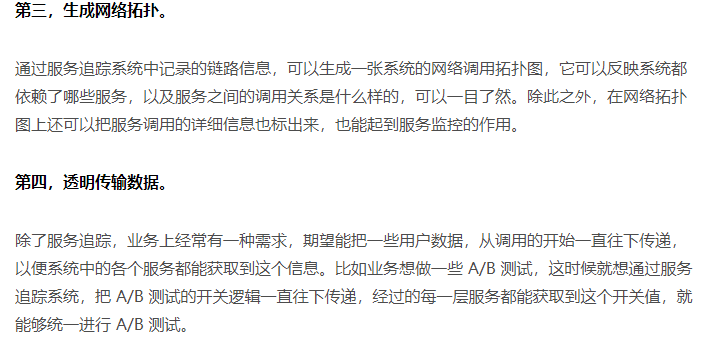 第三，生成网络拓扑。
通过服务追踪系统中记录的链路信息，可以生成一张系统的网络调用拓扑图，它可以反映系统都
依赖了哪些服务，以及服务之间的调用关系是什么样的，可以一目了然。除此之外，在网络拓扑
图上还可以把服务调用的详细信息也标出来，也能起到服务监控的作用。
第四，透明传输数据。
除了服务追踪，业务上经常有一种需求，期望能把一些用户数据，从调用的开始一直往下传递，
以便系统中的各个服务都能获取到这个信息。比如业务想做一些 A/B 测试，这时候就想通过服务
追踪系统，把 A/B 测试的开关逻辑一直往下传递，经过的每一层服务都能获取到这个开关值，就
能够统一进行 A/B 测试。